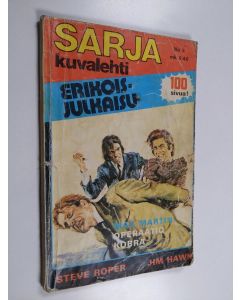 SARJA
kuvalehti
ERIKOIS-
JULKAISU
100
sivua!
OPERAATIO
KOBRA
STEVE ROPER